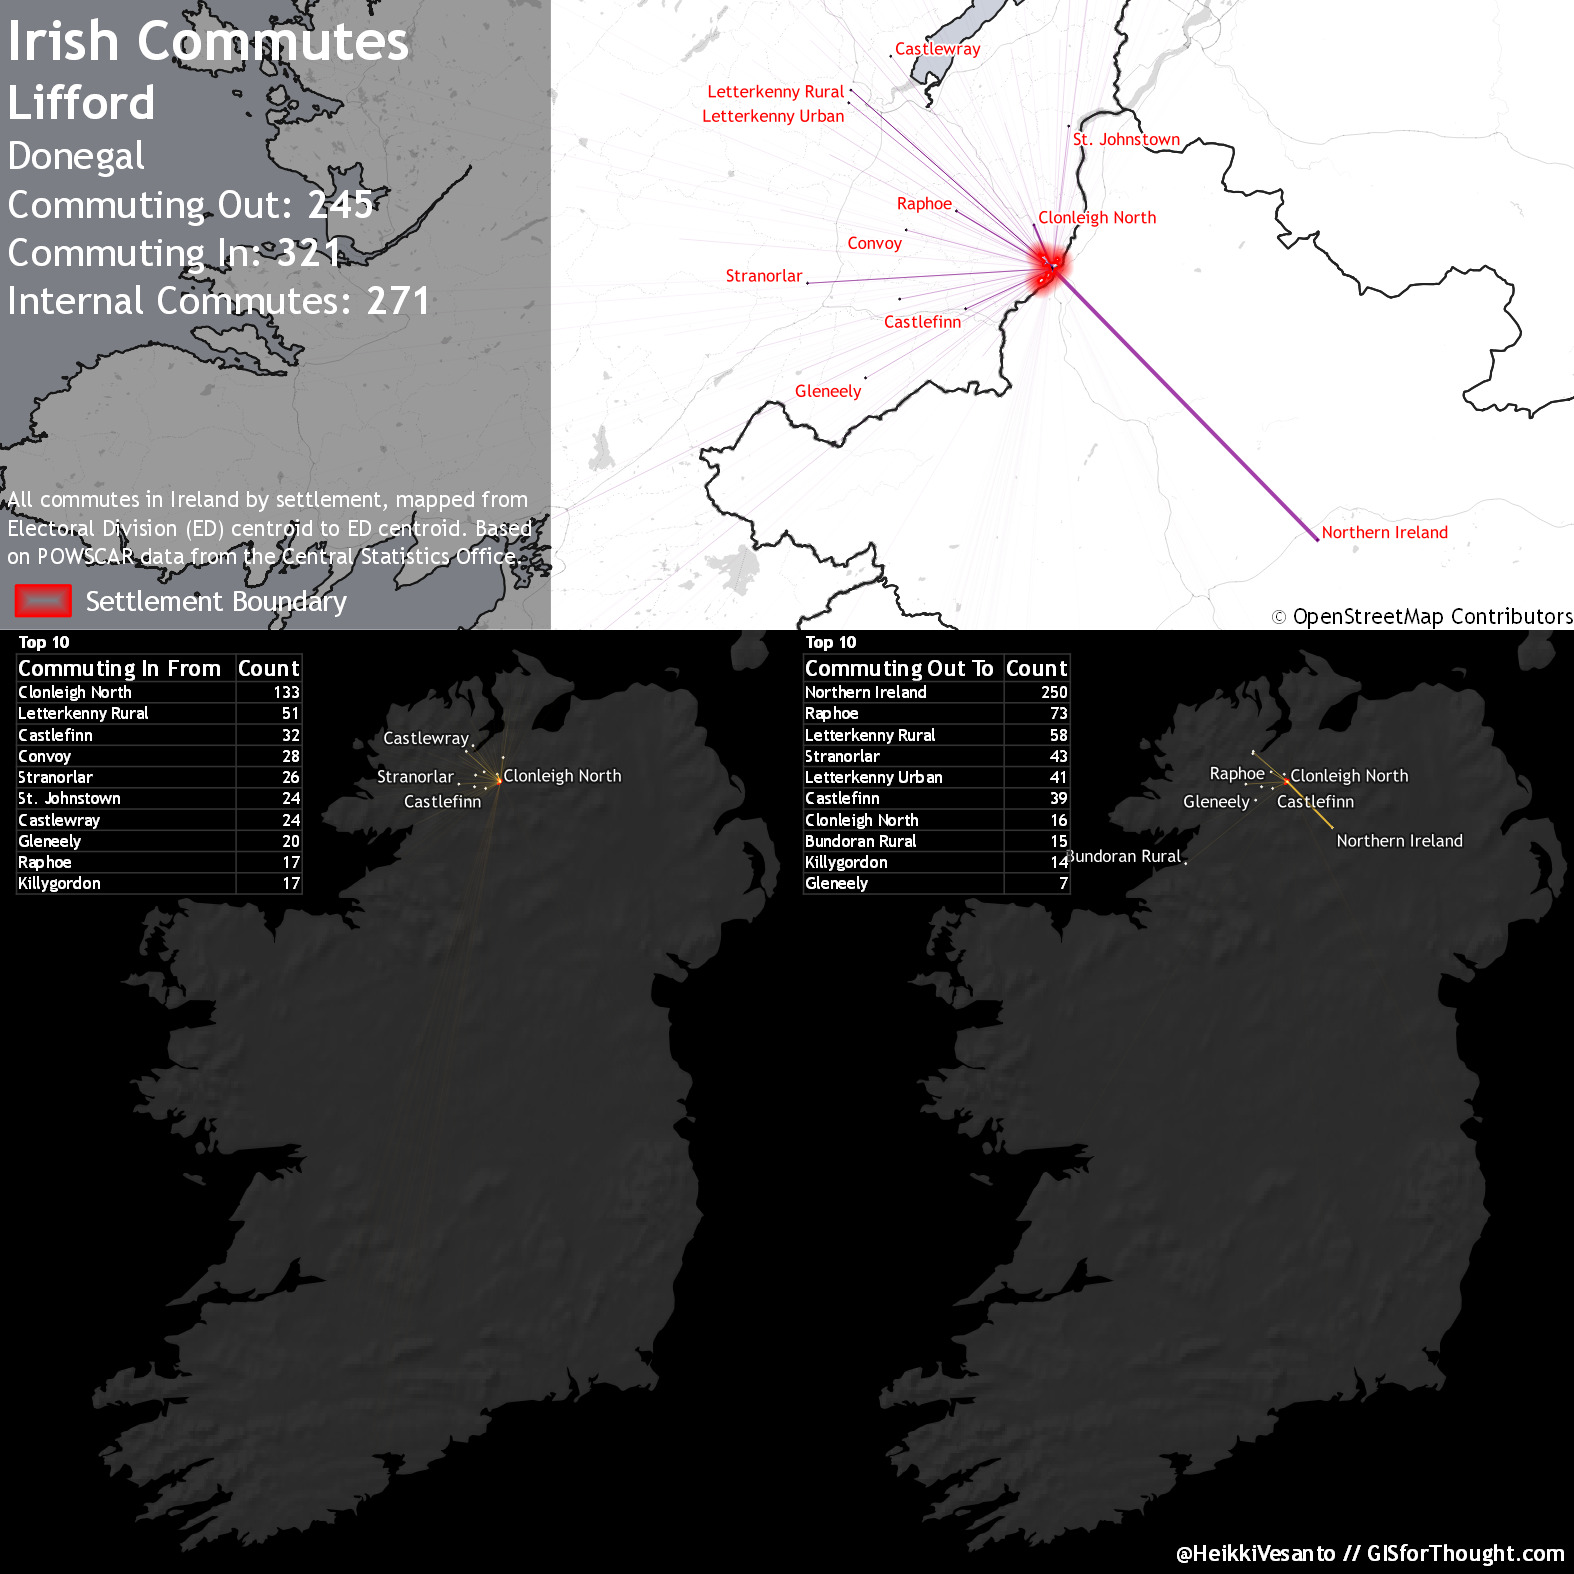 Irish Commutes
Lifford
Donegal
Commuting Out: 245
Commuting In: 321
Internal Commutes: 271
All commutes in Ireland by settlement, mapped from
Electoral Division (ED) centroid to ED centroid. Based
on POWSCAR data from the Central Statistics Office.
Settlement Boundary
Castlewray
Letterkenny Rural
Letterkenny Urban
St. Johnstown
Raphoe
Clonleigh North
Convoy
Stranorlar
Castlefinn
Gleneely
Northern Ireland
© OpenStreetMap Contributors
Top 10
Commuting In From Count
Clonleigh North 133
Letterkenny Rural 51
Castlefinn 32
Convoy 28
Stranorlar 26
St. Johnstown 24
Castlewray 24
Gleneely 20
Raphoe 17
Killygordon 17
Castlewray
Stranorlar
Clonleigh North
Castlefinn
Top 10
Commuting Out To Count
Northern Ireland 250
Raphoe 73
Letterkenny Rural 58
Stranorlar 43
Letterkenny Urban 41
Castlefinn 39
Clonleigh North 16
Bundoran Rural 15
Killygordon 14
Gleneely 7
Raphoe
Clonleigh North
Gleneely
Castlefinn
Northern Ireland
Bundoran Rural
@HeikkiVesanto // GISforThought.com